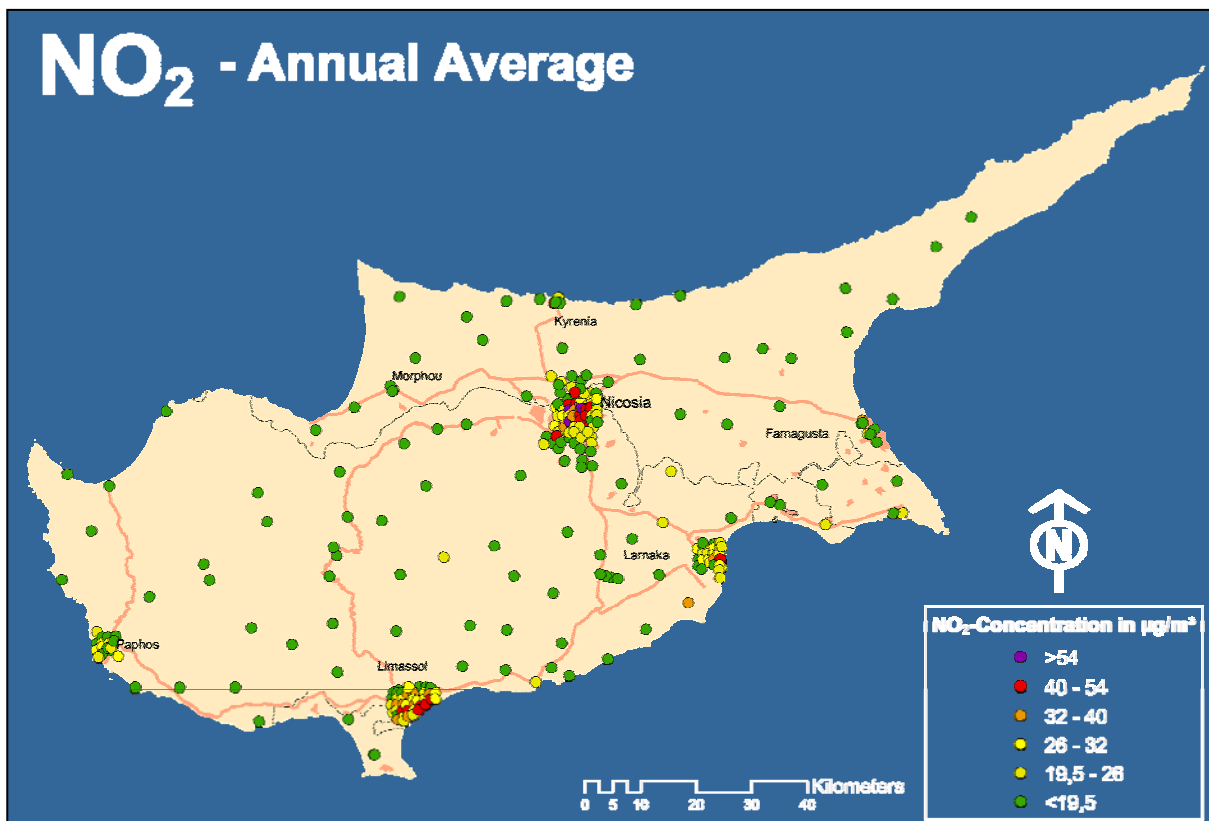 NO₂ - Annual Average
Kyrenia
Morphou
Nicosia
Famagusta
Larnaka
Paphos
Limassol
N
NO₂-Concentration in µg/m³
>54
40 - 54
32 - 40
26 - 32
19,5 - 26
<19,5
Kilometers
0 5 10 20 30 40